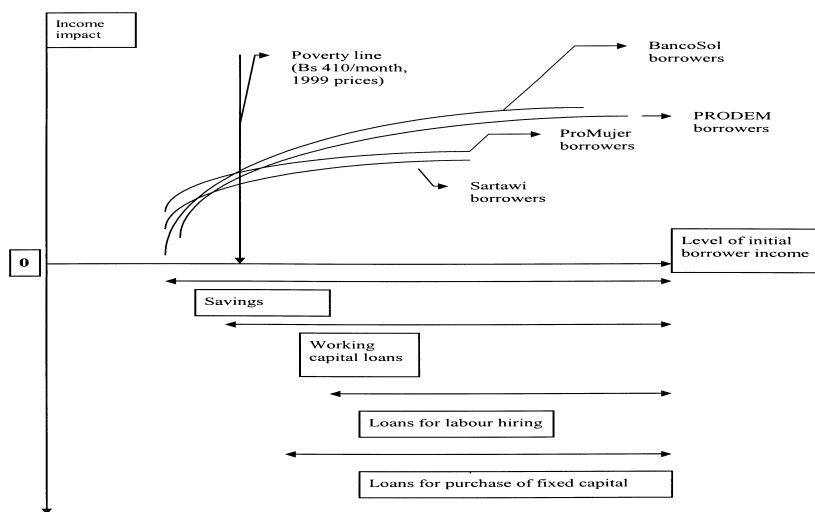 Income
impact
Poverty line
(Bs 410/month,
1999 prices)
BancoSol
borrowers
PRODEM
borrowers
ProMujer
borrowers
Sartawi
borrowers
0
Level of initial
borrower income
Savings
Working
capital loans
Loans for labour hiring
Loans for purchase of fixed capital